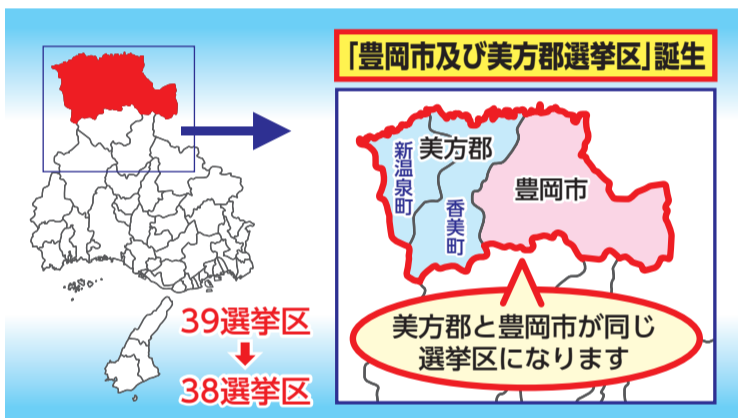 「豊岡市及び美方郡選挙区」誕生
美方郡
新温泉町
香美町
豊岡市
美方郡と豊岡市が同じ
選挙区になります
39選挙区
38選挙区